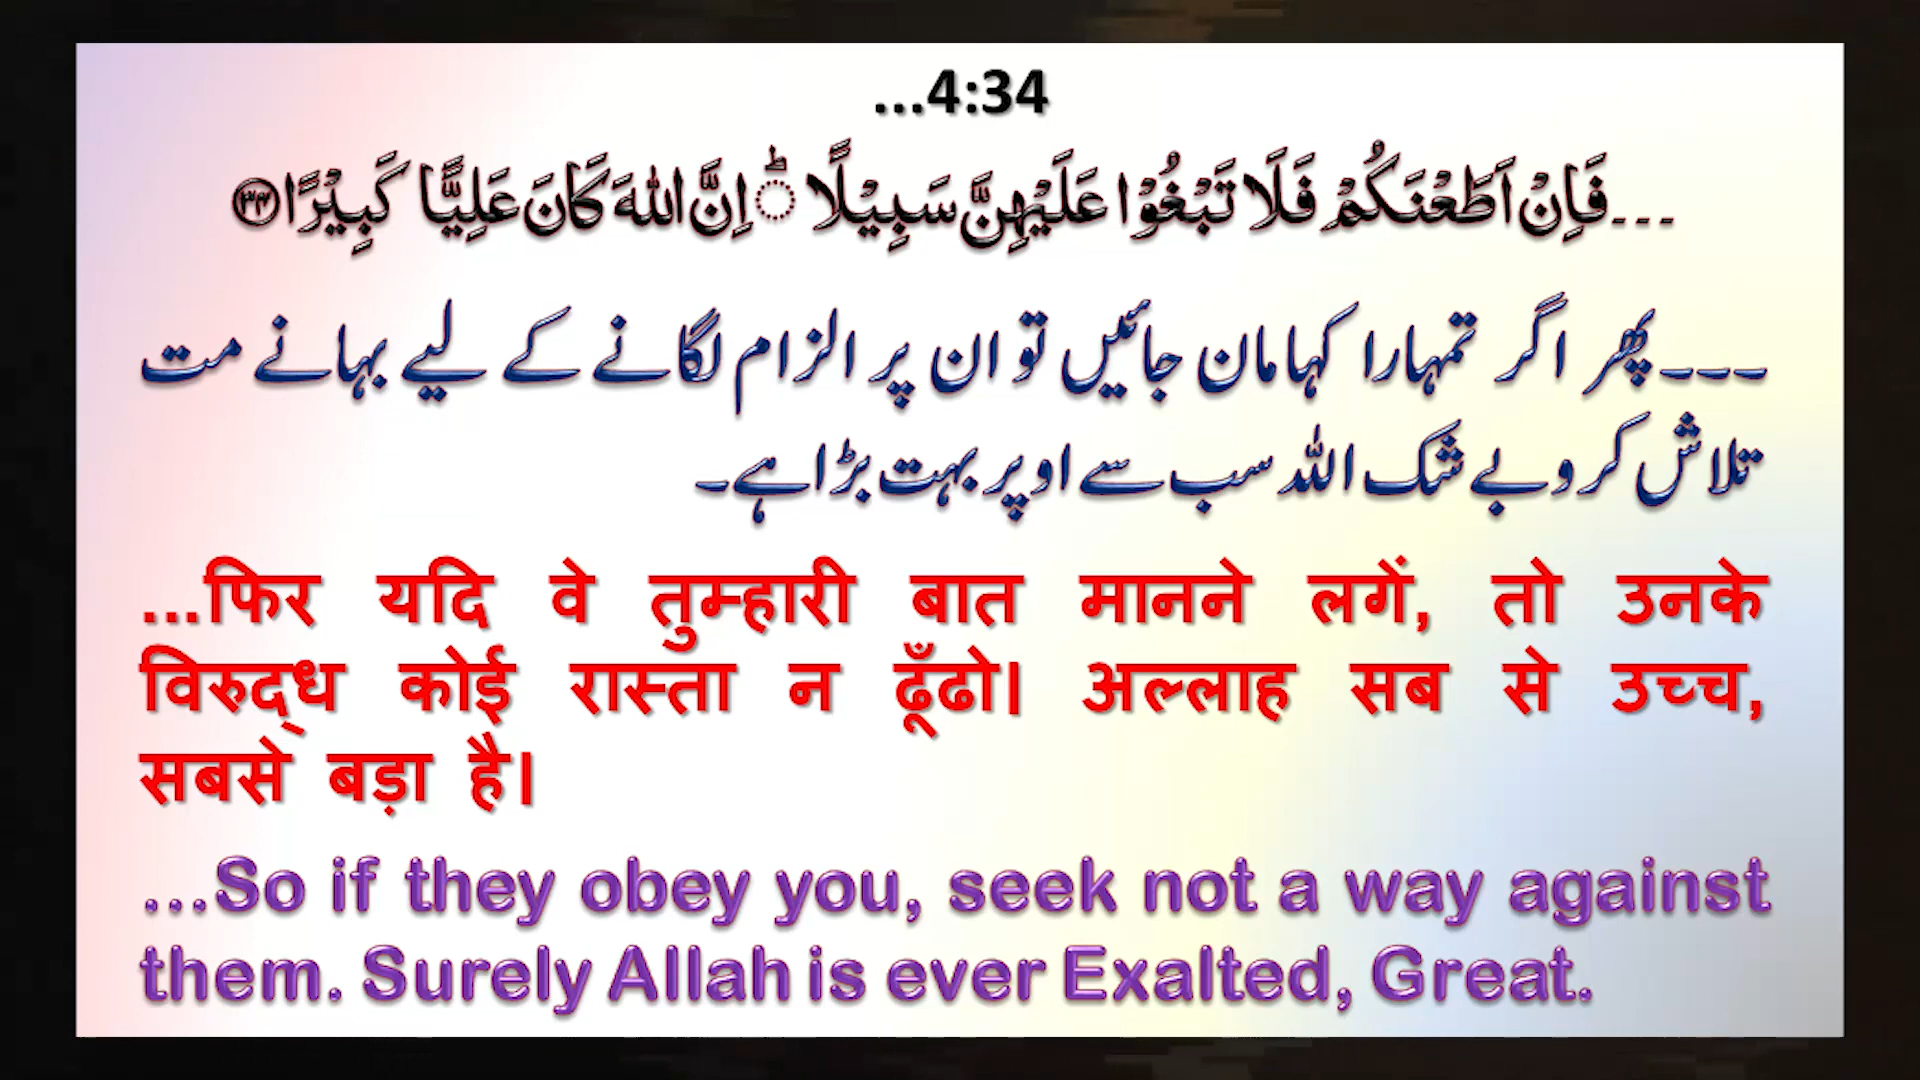 ...4:34
۔۔۔فَاِنْ اَطَعْنَكُمْ فَلَا تَبْغُوْا عَلَيْهِنَّ سَبِيْلًا ؕ اِنَّ اللّٰهَ كَانَ عَلِيًّا كَبِيْرًا ﴿۳۴﴾
۔۔۔پھر اگر تمہارا کہا مان جائیں تو ان پر الزام لگانے کے لیے بہانے مت
تلاش کرو بے شک اللہ سب سے اوپر بہت بڑا ہے۔
...फिर यदि वे तुम्हारी बात मानने लगें, तो उनके
विरुद्ध कोई रास्ता न ढूँढो। अल्लाह सब से उच्च,
सबसे बड़ा है।
...So if they obey you, seek not a way against
them. Surely Allah is ever Exalted, Great.